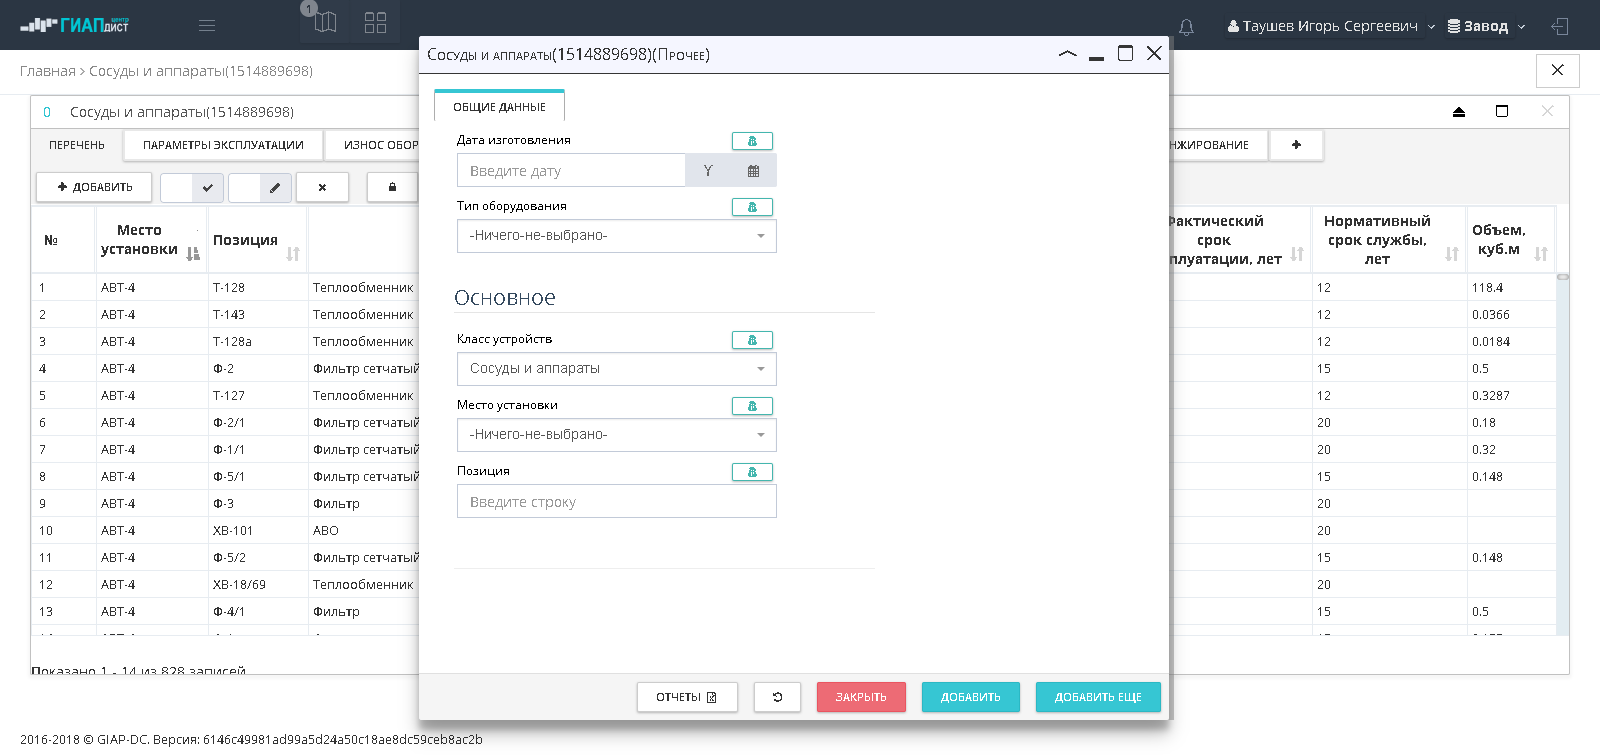 ГИАП ЦЕНТР ДИСТ
1
Таушев Игорь Сергеевич
Завод
Главная > Сосуды и аппараты(1514889698)
0 Сосуды и аппараты(1514889698)
ПЕРЕЧЕНЬ
ПАРАМЕТРЫ ЭКСПЛУАТАЦИИ
ИЗНОС ОБОР
НЖИРОВАНИЕ
ДОБАВИТЬ
№ Место установки Позиция
Фактический срок
плуатации, лет
Нормативный срок службы, лет
Объем, куб.м
1 АВТ-4 Т-128 Теплообменник 12 118.4
2 АВТ-4 Т-143 Теплообменник 12 0.0366
3 АВТ-4 Т-128а Теплообменник 12 0.0184
4 АВТ-4 Ф-2 Фильтр сетчатый 15 0.5
5 АВТ-4 Т-127 Теплообменник 12 0.3287
6 АВТ-4 Ф-2/1 Фильтр сетчатый 20 0.18
7 АВТ-4 Ф-1/1 Фильтр сетчатый 20 0.32
8 АВТ-4 Ф-5/1 Фильтр сетчатый 15 0.148
9 АВТ-4 Ф-3 Фильтр 20
10 АВТ-4 ХВ-101 АВО 20
11 АВТ-4 Ф-5/2 Фильтр сетчатый 15 0.148
12 АВТ-4 ХВ-18/69 Теплообменник 20
13 АВТ-4 Ф-4/1 Фильтр 15 0.5
Показано 1 - 14 из 828 записей
Сосуды и аппараты(1514889698)(Прочее)
ОБЩИЕ ДАННЫЕ
Дата изготовления
Введите дату
Тип оборудования
-Ничего-не-выбрано-
Основное
Класс устройств
Сосуды и аппараты
Место установки
-Ничего-не-выбрано-
Позиция
Введите строку
ОТЧЕТЫ
ЗАКРЫТЬ
ДОБАВИТЬ
ДОБАВИТЬ ЕЩЕ
2016-2018 © GIAP-DC. Версия: 6146c49981ad99a5d24a50c18ae8dc59ceb8ac2b